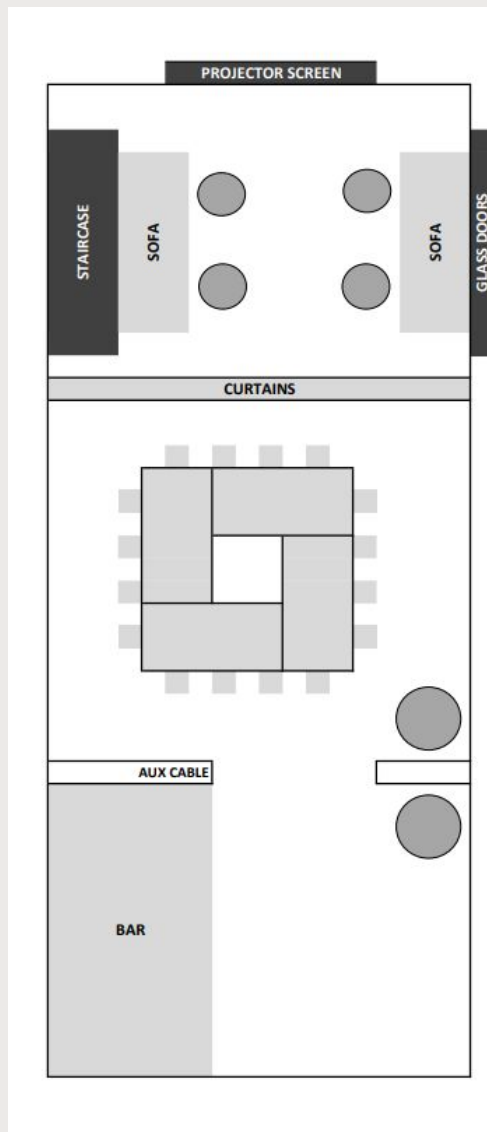 PROJECTOR SCREEN
STAIRCASE
SOFA
SOFA
GLASS DOORS
CURTAINS
AUX CABLE
BAR